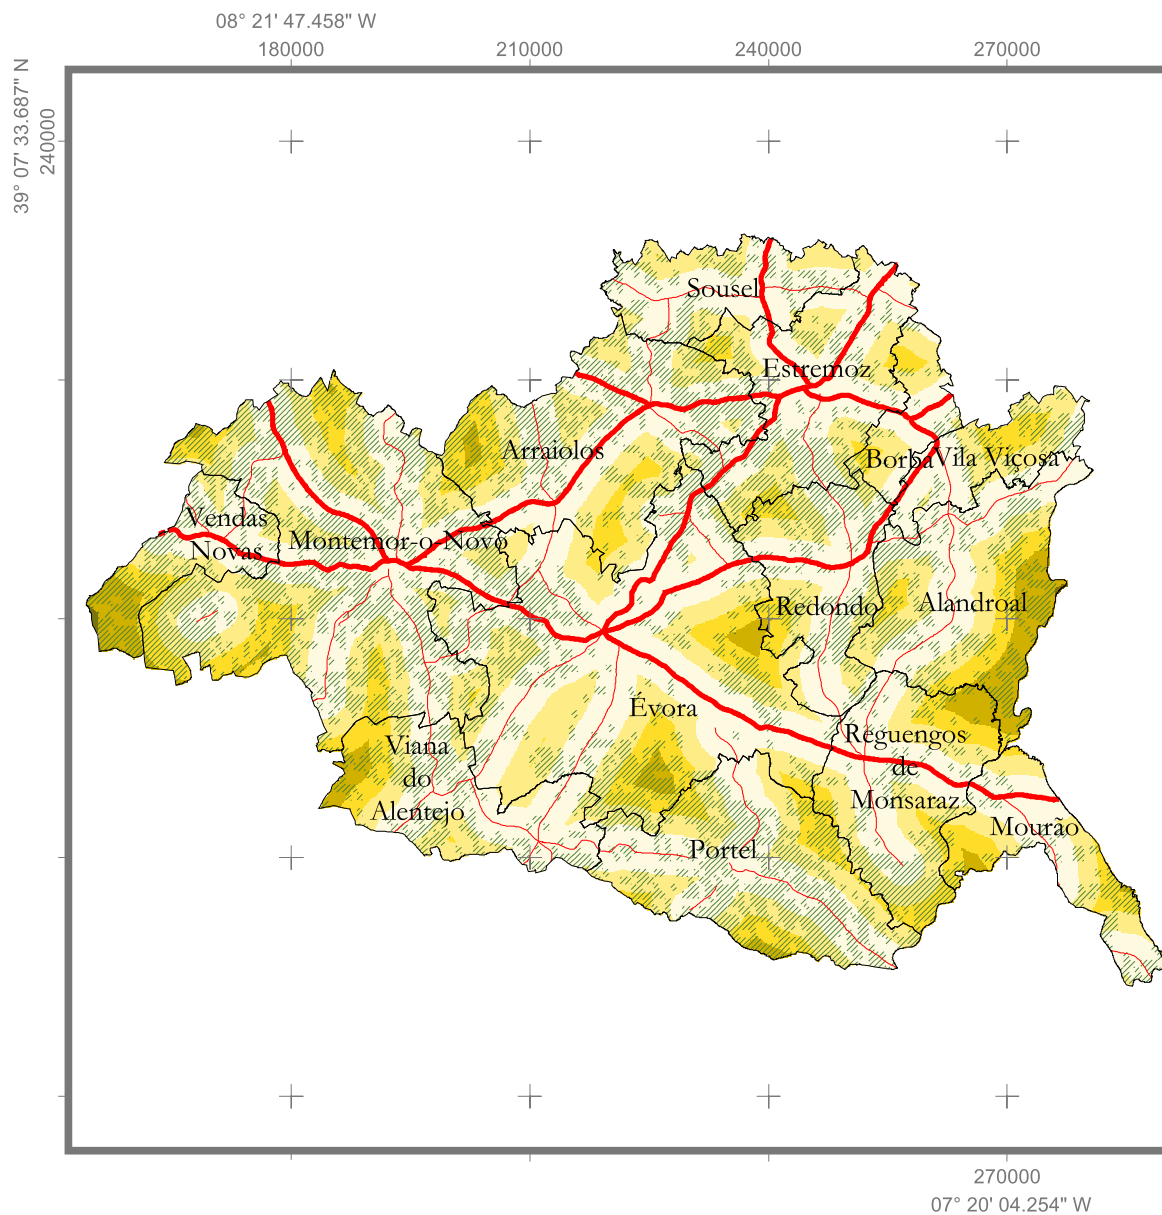 08° 21' 47.458" W
180000
210000
240000
270000
39° 07' 33.687" N
240000
Sousel
Estremoz
Arraiolos
Borba
Vila Viçosa
Vendas
Novas
Montemor-o-Novo
Redondo
Alandroal
Évora
Reguengos
de
Monsaraz
Viana
do
Alentejo
Mourão
Portel
270000
07° 20' 04.254" W